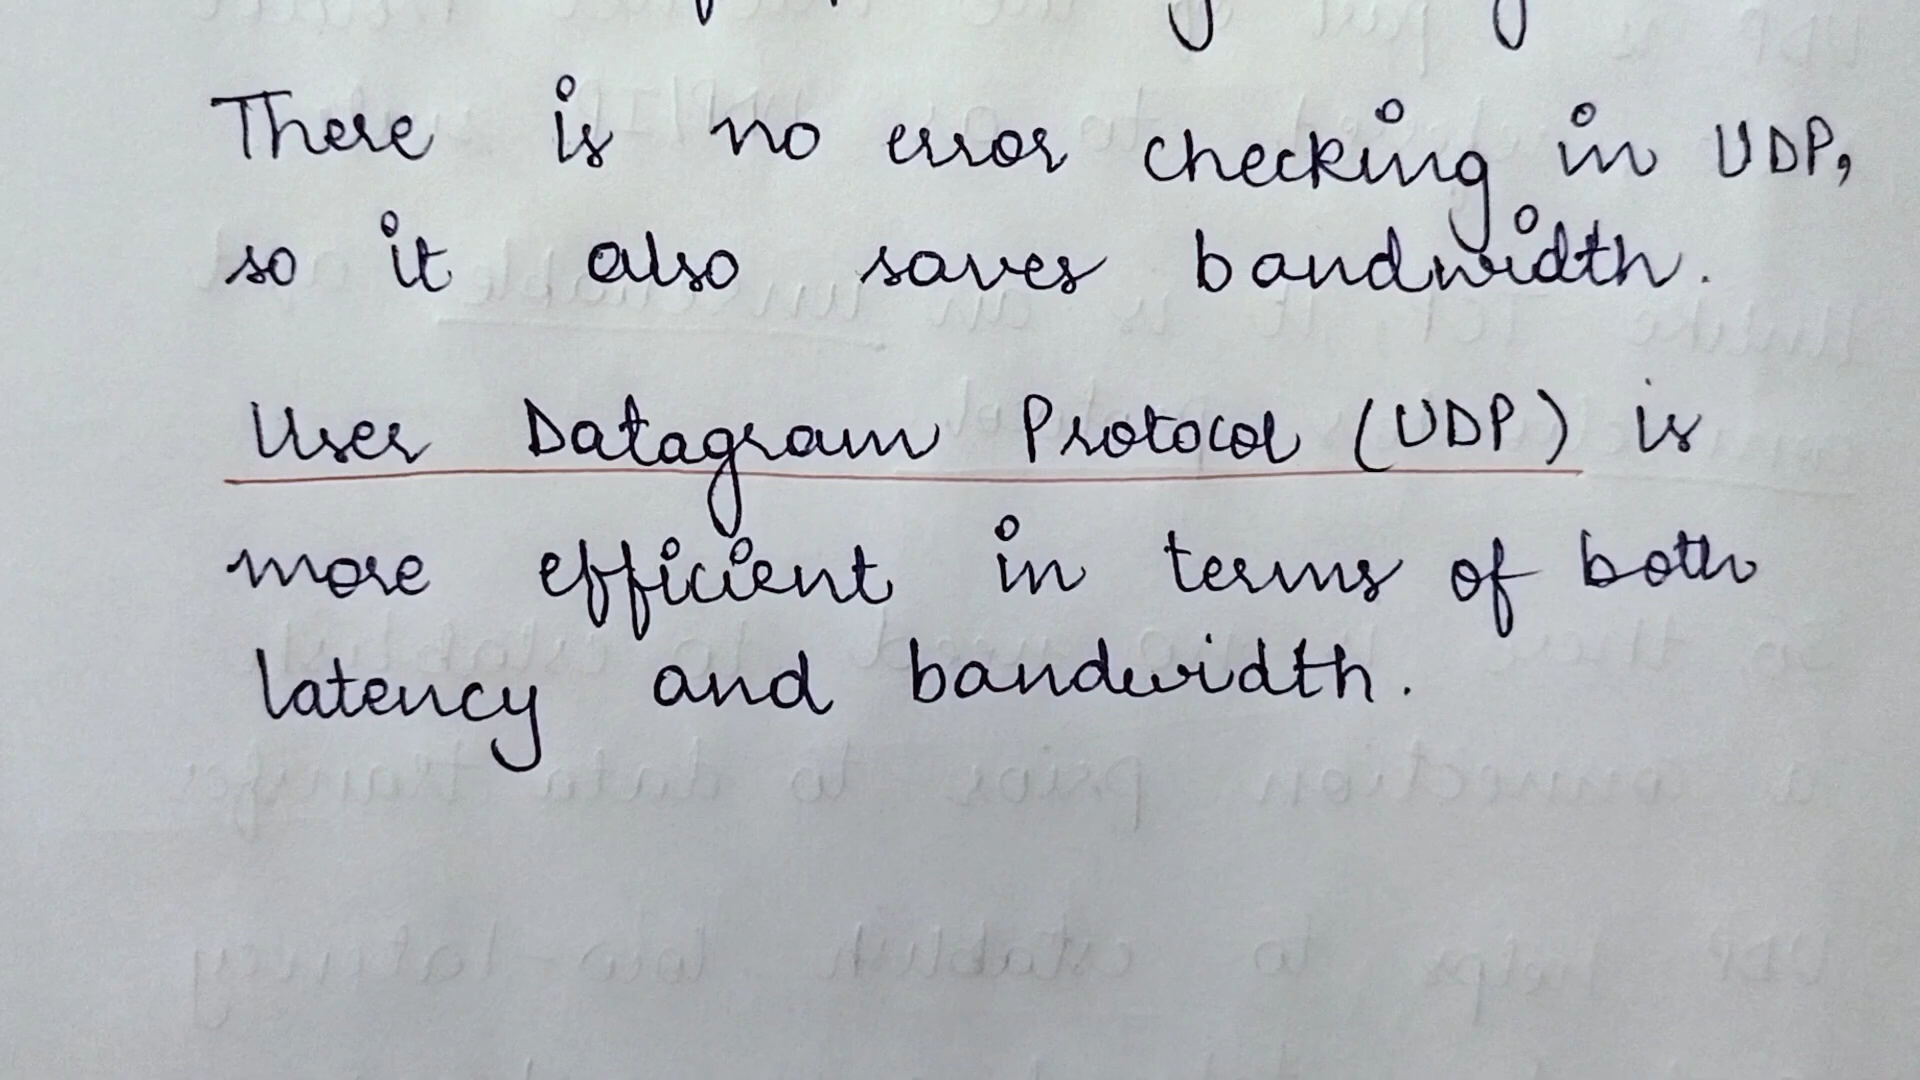 There is no error checking in UDP,
so it also saves bandwidth.
User Datagram Protocol (UDP) is
more efficient in terms of both
latency and bandwidth.